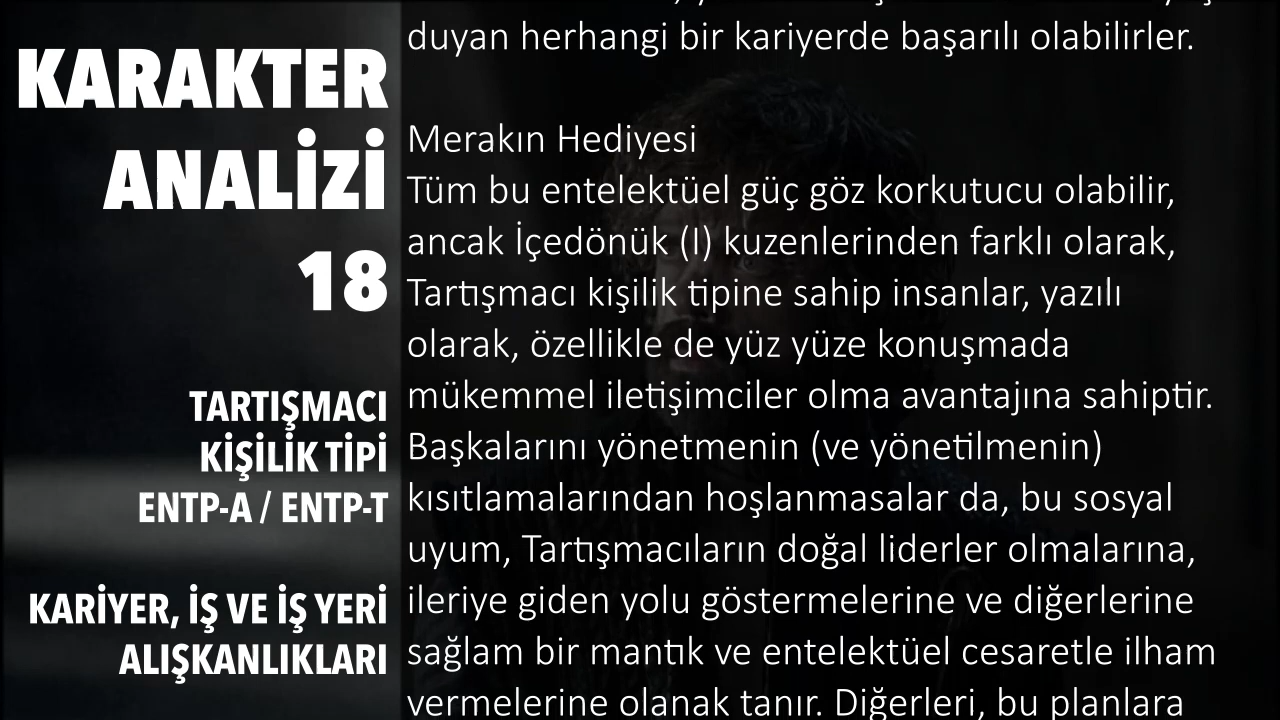 KARAKTER
ANALİZİ
18
TARTIŞMACI
KİŞİLİK TİPİ
ENTP-A / ENTP-T
KARİYER, İŞ VE İŞ YERİ
ALIŞKANLIKLARI
duyan herhangi bir kariyerde başarılı olabilirler.
Merakın Hediyesi
Tüm bu entelektüel güç göz korkutucu olabilir,
ancak İçedönük (I) kuzenlerinden farklı olarak,
Tartışmacı kişilik tipine sahip insanlar, yazılı
olarak, özellikle de yüz yüze konuşmada
mükemmel iletişimciler olma avantajına sahiptir.
Başkalarını yönetmenin (ve yönetilmenin)
kısıtlamalarından hoşlanmasalar da, bu sosyal
uyum, Tartışmacıların doğal liderler olmalarına,
ileriye giden yolu göstermelerine ve diğerlerine
sağlam bir mantık ve entelektüel cesaretle ilham
vermelerine olanak tanır. Diğerleri, bu planlara